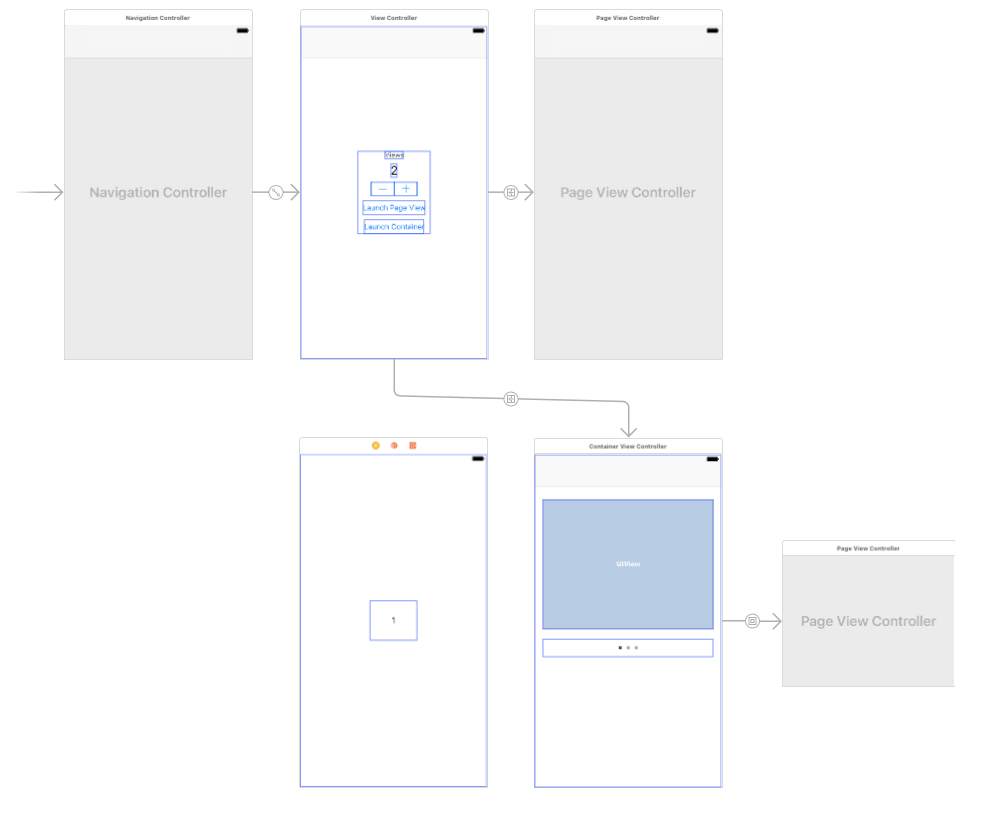 Navigation Controller
View Controller
Page View Controller
Views
2
Navigation Controller
Page View Controller
— +
Launch Page View
Launch Container
Container View Controller
Page View Controller
UIView
1
Page View Controller